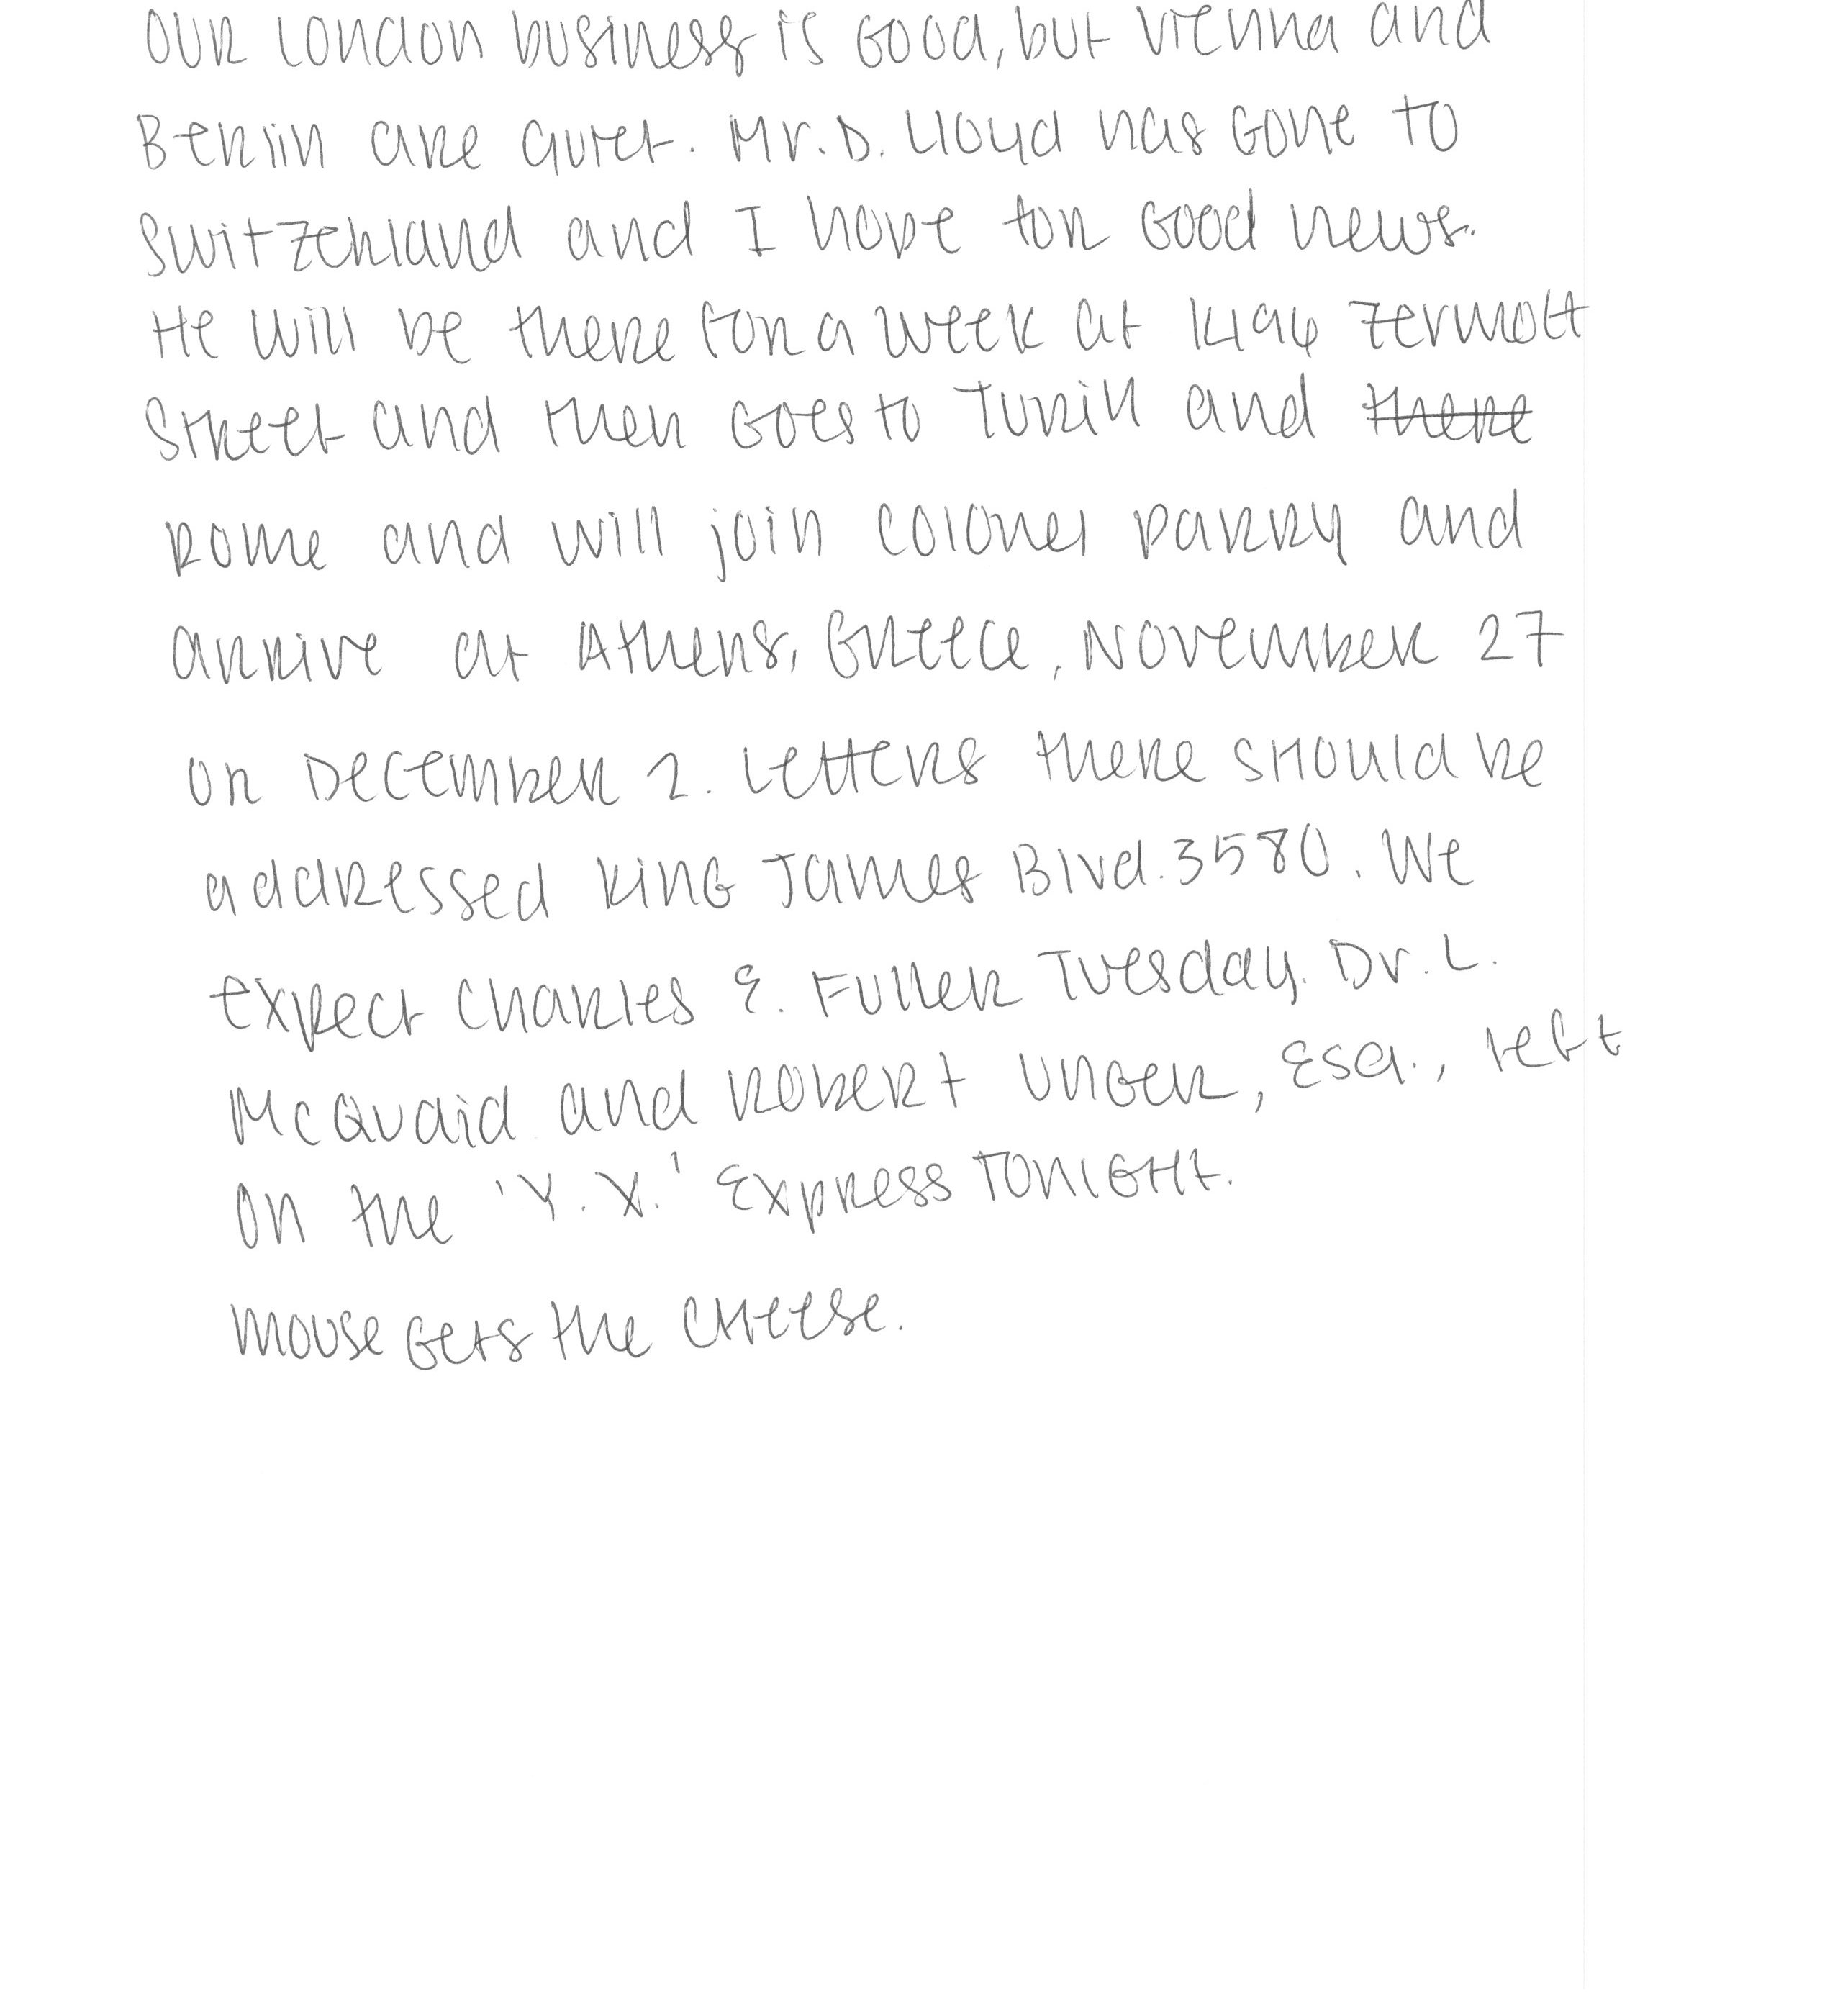 Our London business is Good, but Vienna and
Berlin are quiet. Mr. D. Lloyd has Gone to
Switzerland and I hope for Good news.
He will be there for a week at 1496 Zermott
Street and then Goes to Turin and ~~there~~
Rome and will join Colonel Parry and
arrive at Athens, Greece, November 27
or December 2. Letters there should be
addressed King James Blvd. 3580. We
expect Charles E. Fuller Tuesday. Dr. L.
McQuaid and Robert Unger, Esq., left
on the 'Y.X.' Express TONIGHt.
Mouse Gets the Cheese.